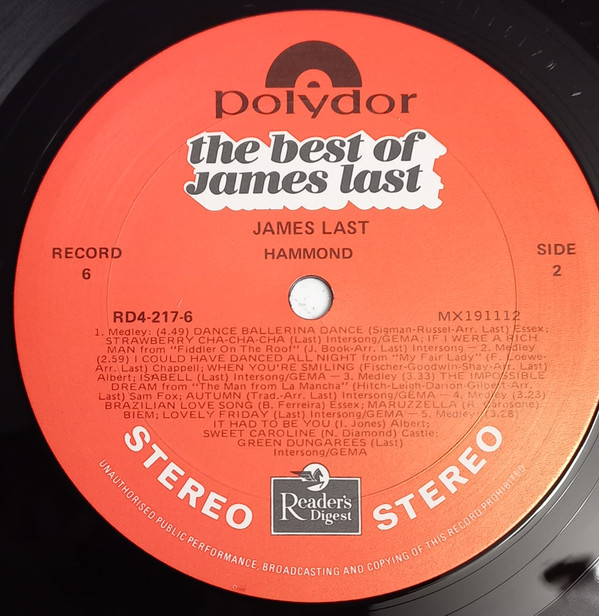 polydor
the best of
james last
JAMES LAST
HAMMOND
RECORD
6
SIDE
2
RD4-217-6
MX191112
1. Medley: (4.49) DANCE BALLERINA DANCE (Sigman-Russel-Arr. Last) Essex;
STRAWBERRY CHA-CHA-CHA (Last) Intersong/GEMA; IF I WERE A RICH
MAN from "Fiddler On The Roof" (J. Book-Arr. Last) Intersong — 2. Medley
(2.59) I COULD HAVE DANCED ALL NIGHT from "My Fair Lady" (F. Loewe-
Arr. Last) Chappell; WHEN YOU'RE SMILING (Fischer-Goodwin-Shay-Arr. Last)
Albert; ISABELL (Last) Intersong/GEMA — 3. Medley (3.33) THE IMPOSSIBLE
DREAM from "The Man from La Mancha" (Hitch-Leigh-Darion-Gilbert-Arr.
Last) Sam Fox; AUTUMN (Trad.-Arr. Last) Intersong/GEMA — 4. Medley (3.23)
BRAZILIAN LOVE SONG (B. Ferreira) Essex; MARUZZELLA (R. Carosone)
BIEM; LOVELY FRIDAY (Last) Intersong/GEMA — 5. Medley (3.28)
IT HAD TO BE YOU (I. Jones) Albert;
SWEET CAROLINE (N. Diamond) Castle;
GREEN DUNGAREES (Last)
Intersong/GEMA
STEREO
Reader's
Digest
STEREO
UNAUTHORISED PUBLIC PERFORMANCE, BROADCASTING AND COPYING OF THIS RECORD PROHIBITED